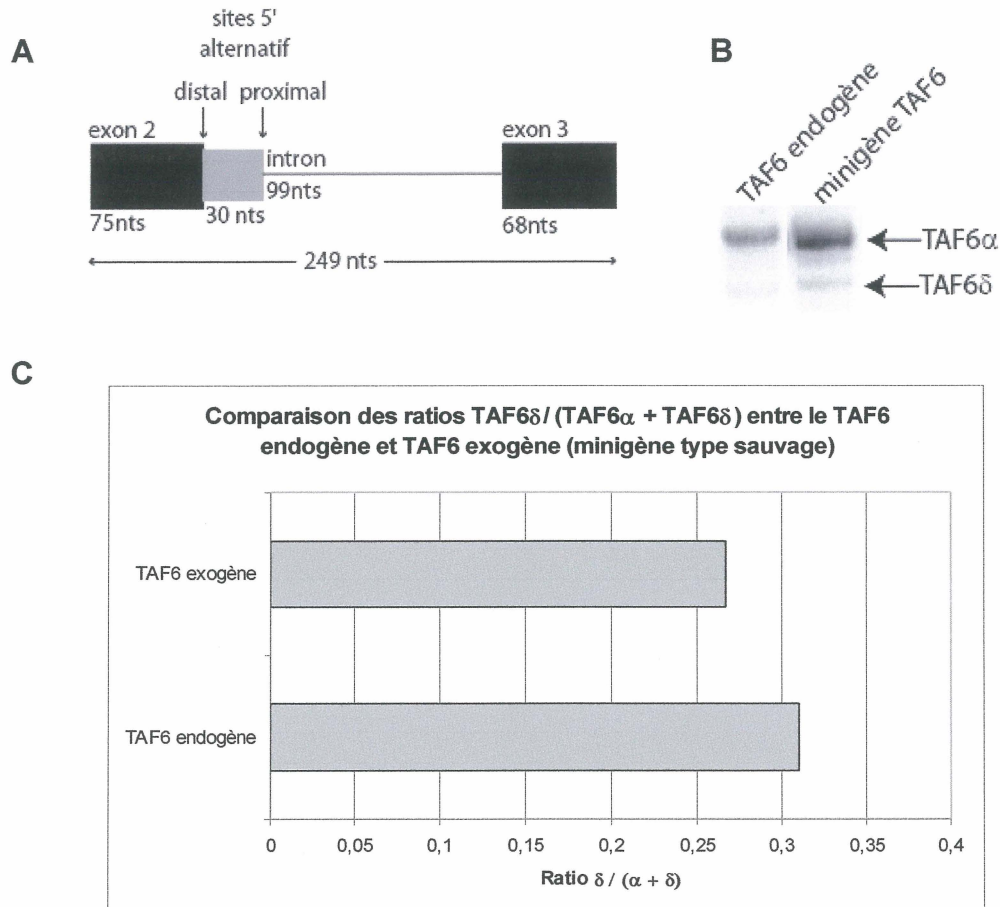 A
sites 5'
alternatif
distal proximal
exon 2
exon 3
intron
99nts
75nts
30 nts
68nts
249 nts
B
TAF6 endogène
minigène TAF6
TAF6α
TAF6δ
C
Comparaison des ratios TAF6δ/ (TAF6α + TAF6δ) entre le TAF6
endogène et TAF6 exogène (minigène type sauvage)
TAF6 exogène
TAF6 endogène
0 0,05 0,1 0,15 0,2 0,25 0,3 0,35 0,4
Ratio δ / (α + δ)